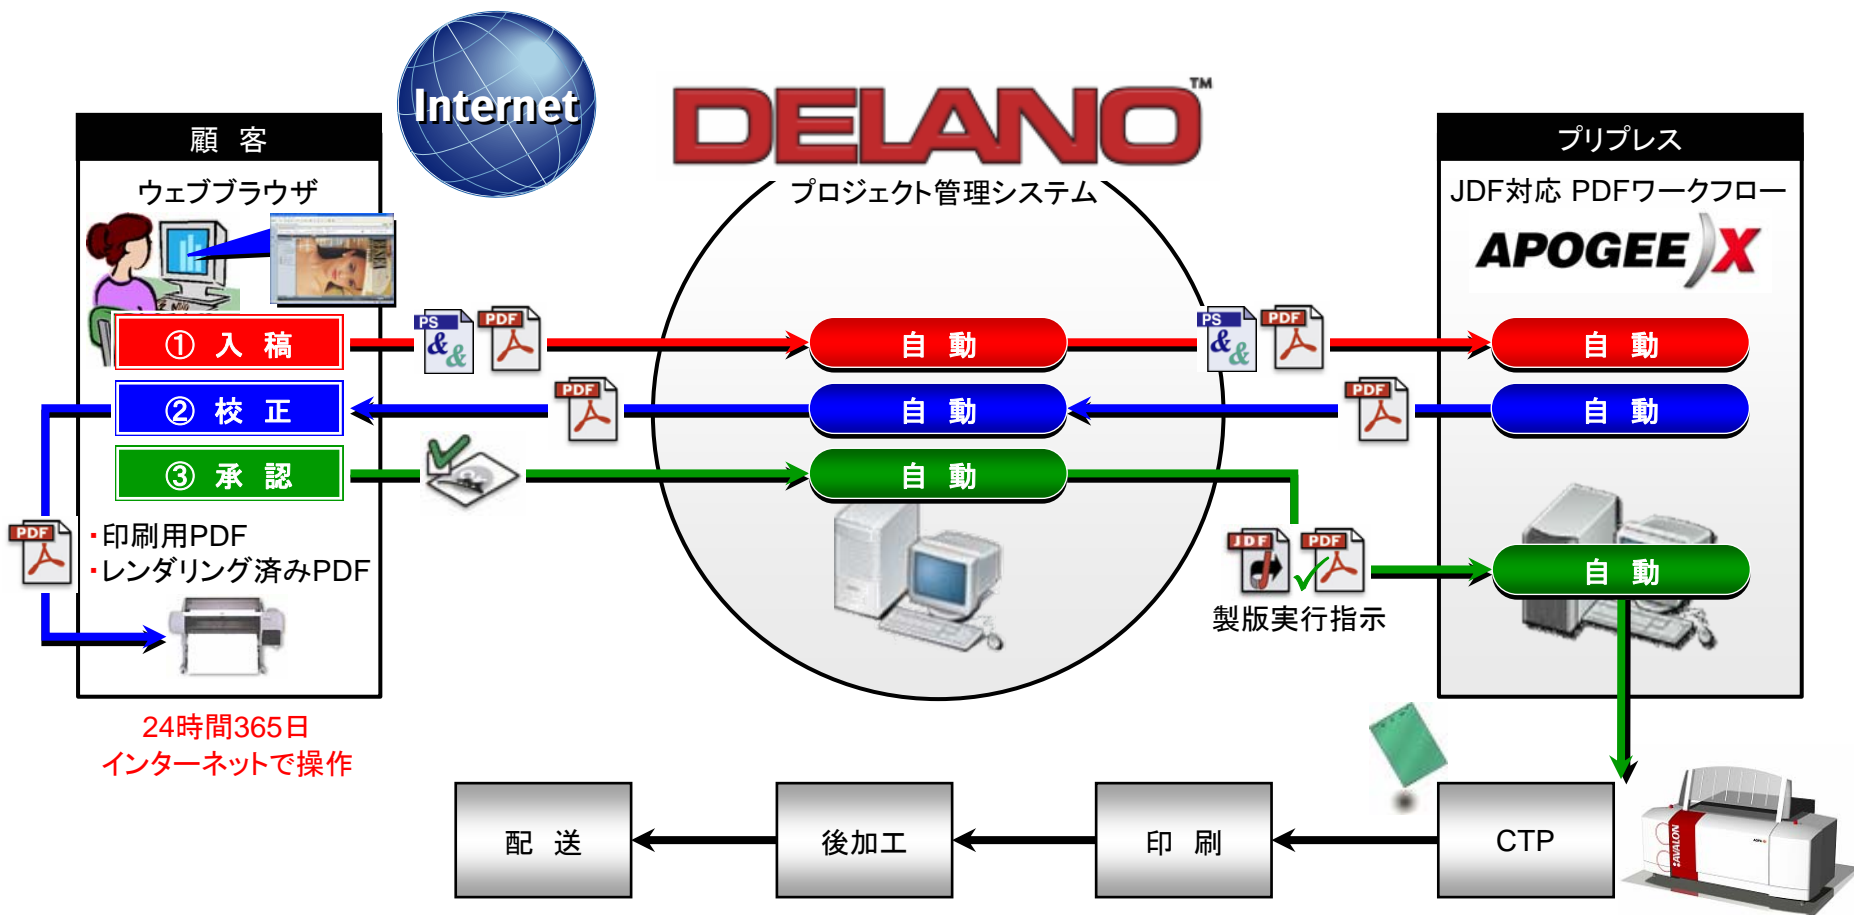 Internet
DELANO™
プロジェクト管理システム
顧 客
ウェブブラウザ
① 入 稿
② 校 正
③ 承 認
・印刷用PDF
・レンダリング済みPDF
24時間365日
インターネットで操作
PS
&&
PDF
自 動
PS
&&
PDF
自 動
PDF
自 動
PDF
自 動
自 動
PDF
JDF
PDF
製版実行指示
自 動
プリプレス
JDF対応 PDFワークフロー
APOGEE X
配 送
後加工
印 刷
CTP
:AVALON